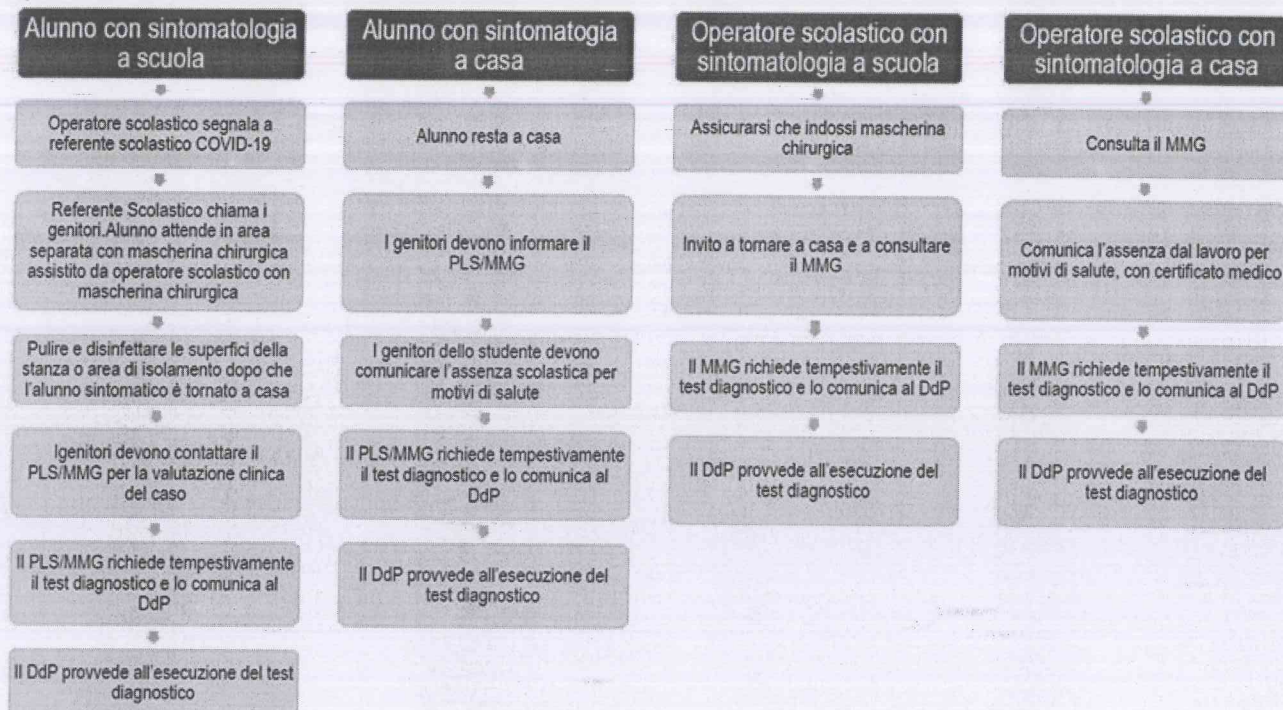 Alunno con sintomatologia
a scuola
Operatore scolastico segnala a
referente scolastico COVID-19
Referente Scolastico chiama i
genitori.Alunno attende in area
separata con mascherina chirurgica
assistito da operatore scolastico con
mascherina chirurgica
Pulire e disinfettare le superfici della
stanza o area di isolamento dopo che
l'alunno sintomatico è tornato a casa
Igenitori devono contattare il
PLS/MMG per la valutazione clinica
del caso
Il PLS/MMG richiede tempestivamente
il test diagnostico e lo comunica al
DdP
Il DdP provvede all'esecuzione del test
diagnostico
Alunno con sintomatogia
a casa
Alunno resta a casa
I genitori devono informare il
PLS/MMG
I genitori dello studente devono
comunicare l'assenza scolastica per
motivi di salute
Il PLS/MMG richiede tempestivamente
il test diagnostico e lo comunica al
DdP
Il DdP provvede all'esecuzione del
test diagnostico
Operatore scolastico con
sintomatologia a scuola
Assicurarsi che indossi mascherina
chirurgica
Invito a tornare a casa e a consultare
il MMG
Il MMG richiede tempestivamente il
test diagnostico e lo comunica al DdP
Il DdP provvede all'esecuzione del
test diagnostico
Operatore scolastico con
sintomatologia a casa
Consulta il MMG
Comunica l'assenza dal lavoro per
motivi di salute, con certificato medico
Il MMG richiede tempestivamente il
test diagnostico e lo comunica al DdP
Il DdP provvede all'esecuzione del
test diagnostico